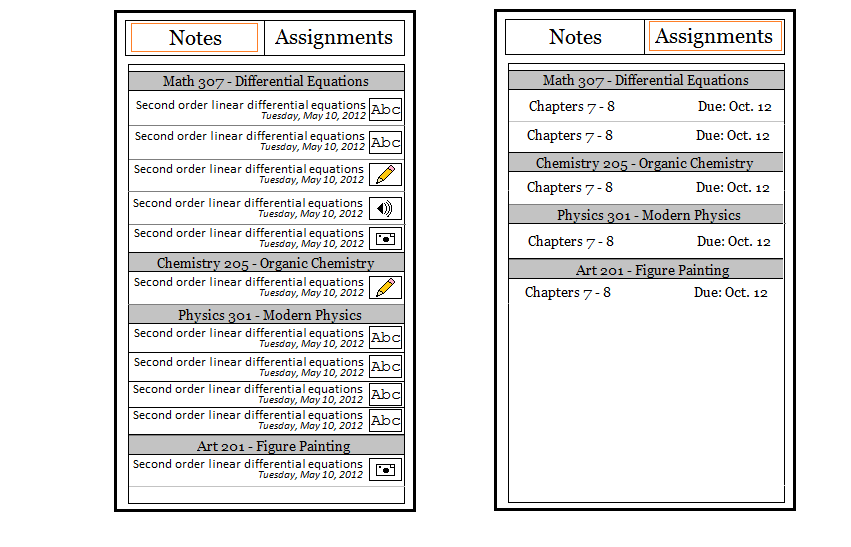 Notes Assignments
Math 307 - Differential Equations
Second order linear differential equations
Tuesday, May 10, 2012
Abc
Second order linear differential equations
Tuesday, May 10, 2012
Abc
Second order linear differential equations
Tuesday, May 10, 2012
Second order linear differential equations
Tuesday, May 10, 2012
Second order linear differential equations
Tuesday, May 10, 2012
Chemistry 205 - Organic Chemistry
Second order linear differential equations
Tuesday, May 10, 2012
Physics 301 - Modern Physics
Second order linear differential equations
Tuesday, May 10, 2012
Abc
Second order linear differential equations
Tuesday, May 10, 2012
Abc
Second order linear differential equations
Tuesday, May 10, 2012
Abc
Second order linear differential equations
Tuesday, May 10, 2012
Abc
Art 201 - Figure Painting
Second order linear differential equations
Tuesday, May 10, 2012
Notes Assignments
Math 307 - Differential Equations
Chapters 7 - 8 Due: Oct. 12
Chapters 7 - 8 Due: Oct. 12
Chemistry 205 - Organic Chemistry
Chapters 7 - 8 Due: Oct. 12
Physics 301 - Modern Physics
Chapters 7 - 8 Due: Oct. 12
Art 201 - Figure Painting
Chapters 7 - 8 Due: Oct. 12